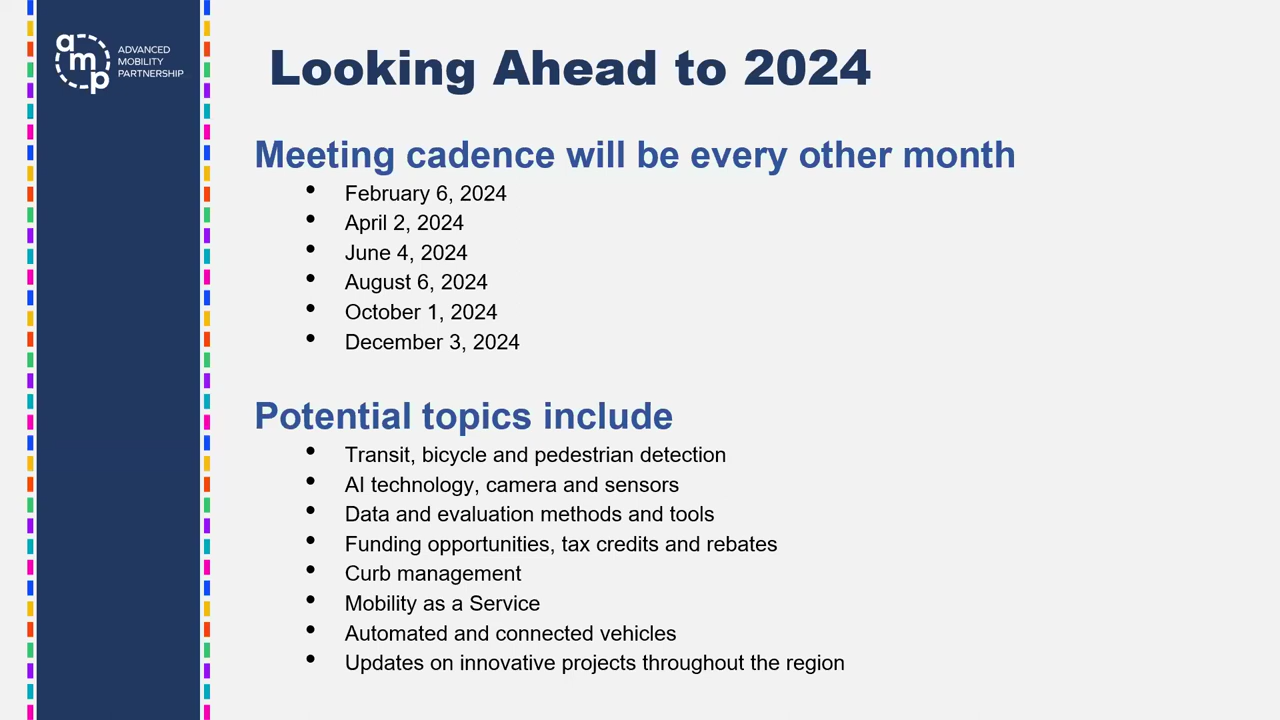 amp
ADVANCED
MOBILITY
PARTNERSHIP
Looking Ahead to 2024
Meeting cadence will be every other month
• February 6, 2024
• April 2, 2024
• June 4, 2024
• August 6, 2024
• October 1, 2024
• December 3, 2024
Potential topics include
• Transit, bicycle and pedestrian detection
• AI technology, camera and sensors
• Data and evaluation methods and tools
• Funding opportunities, tax credits and rebates
• Curb management
• Mobility as a Service
• Automated and connected vehicles
• Updates on innovative projects throughout the region